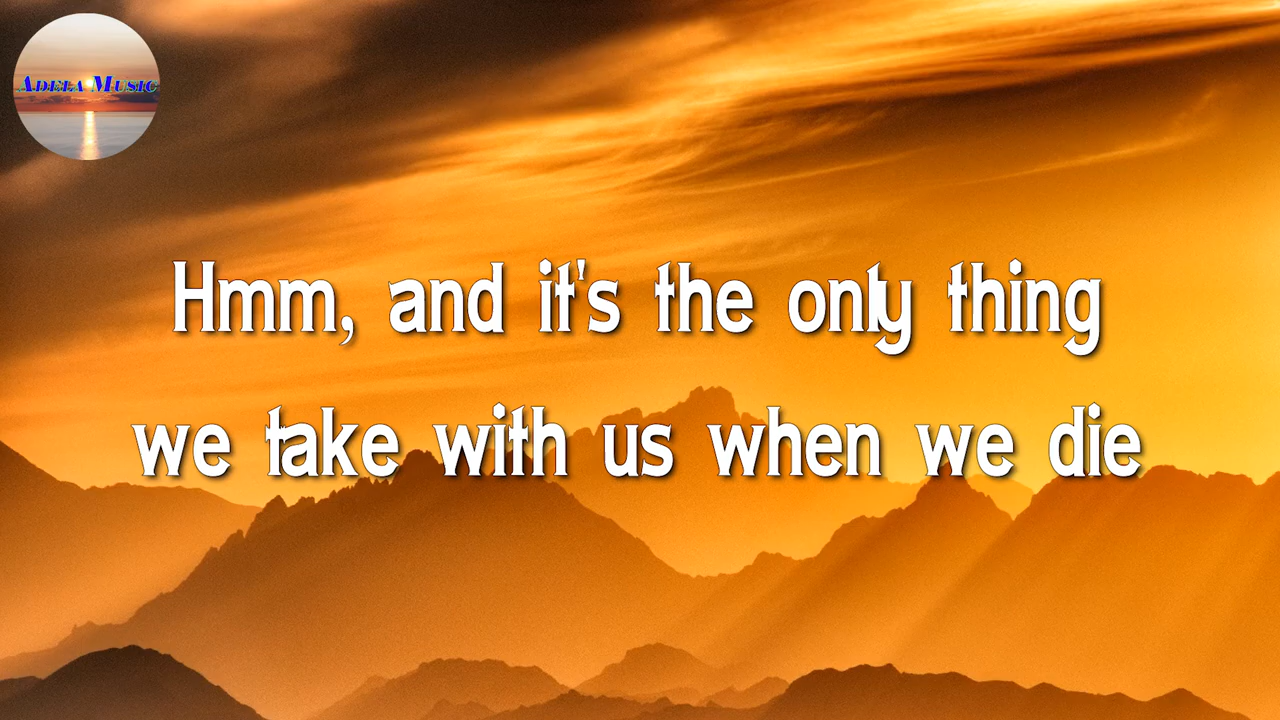 Adela Music
Hmm, and it's the only thing
we take with us when we die